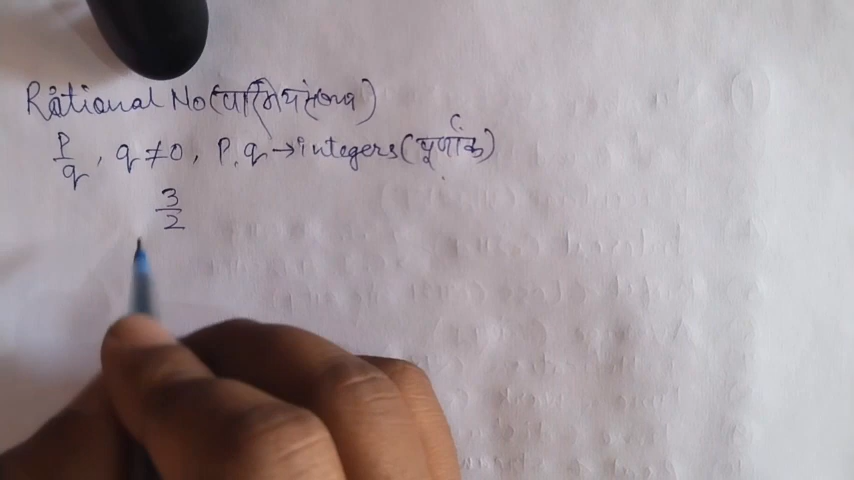 Rational No (परिमेय संख्या)
p/q, q ≠ 0, P, q → integers (पूर्णांक)
3/2